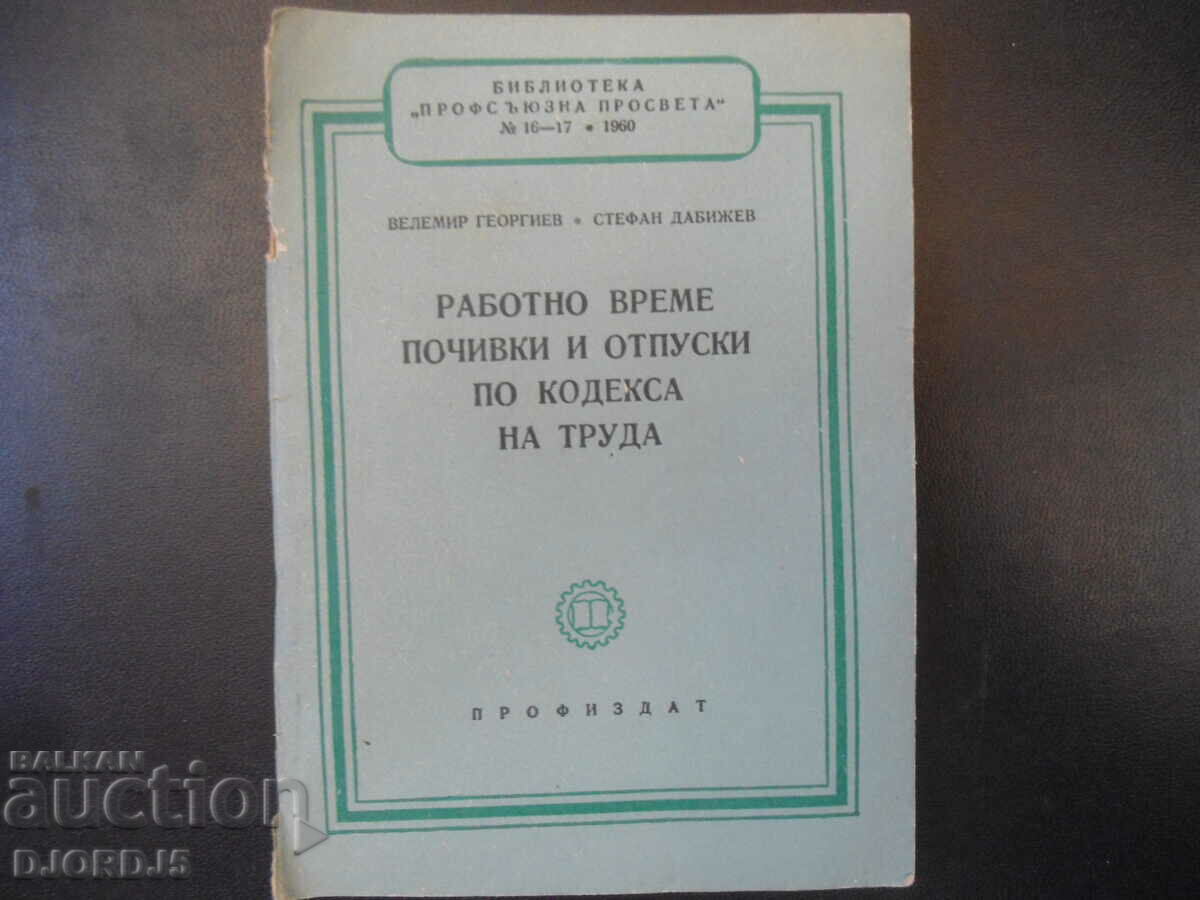 БИБЛИОТЕКА
„ПРОФСЪЮЗНА ПРОСВЕТА“
№ 16—17 • 1960
ВЕЛЕМИР ГЕОРГИЕВ • СТЕФАН ДАБИЖЕВ
РАБОТНО ВРЕМЕ
ПОЧИВКИ И ОТПУСКИ
ПО КОДЕКСА
НА ТРУДА
ПРОФИЗДАТ
BALKAN
auction
DJORDJ5